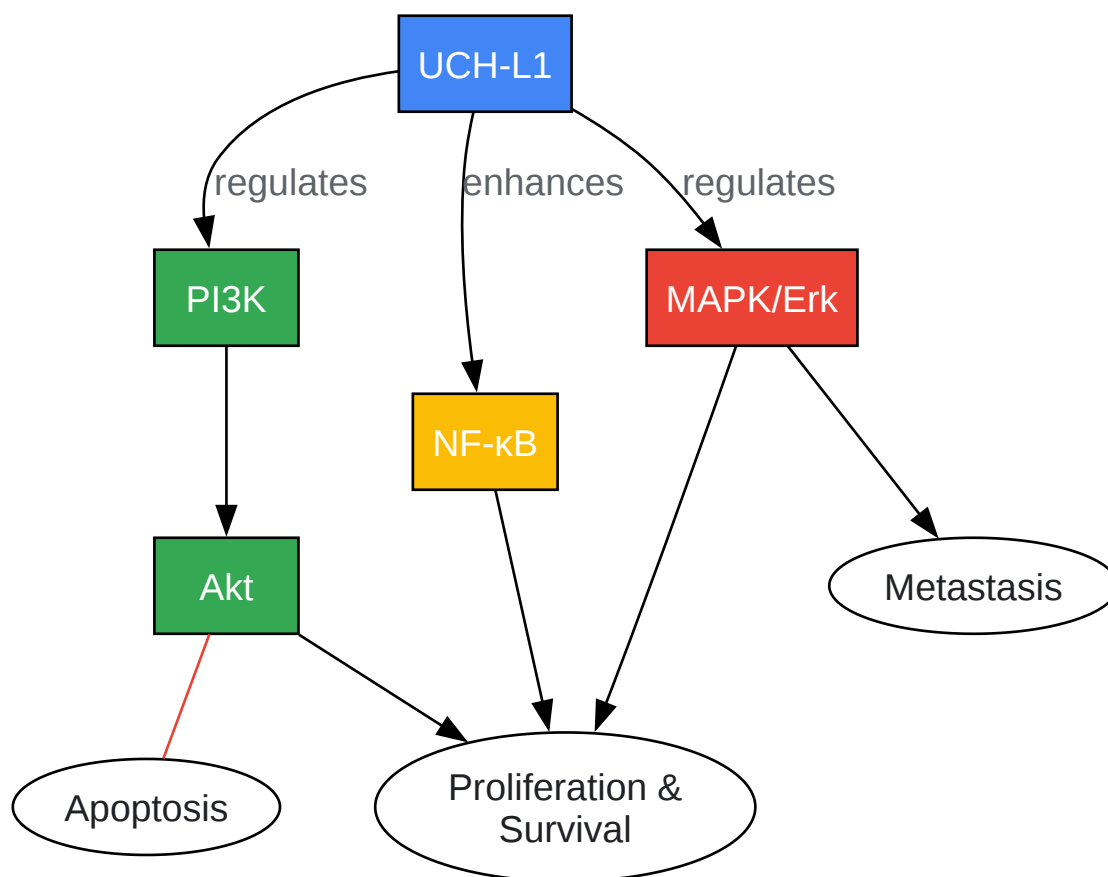 UCH-L1
regulates
enhances
regulates
PI3K
MAPK/Erk
NF-κB
Akt
Metastasis
Apoptosis
Proliferation &
Survival